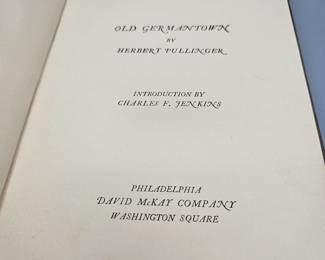 OLD GERMANTOWN
BY
HERBERT PULLINGER
INTRODUCTION BY
CHARLES F. JENKINS
PHILADELPHIA
DAVID McKAY COMPANY
WASHINGTON SQUARE